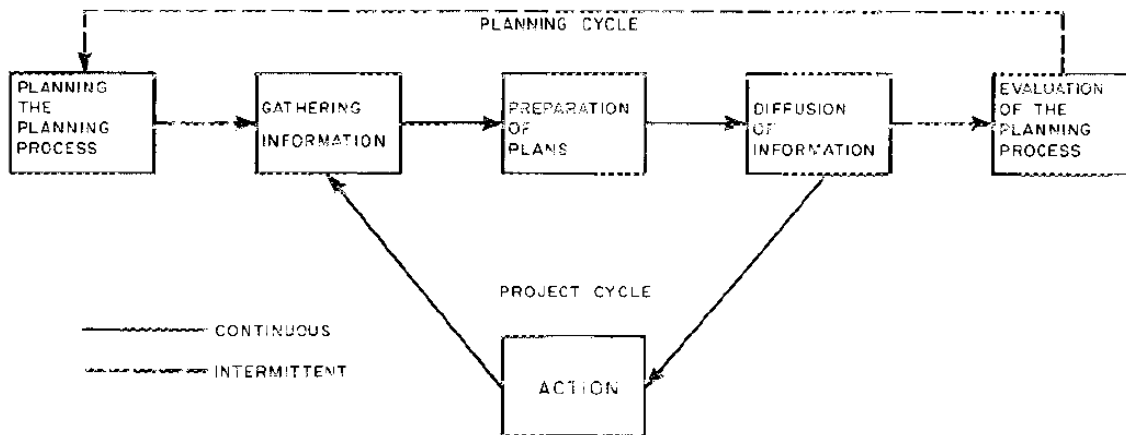 PLANNING CYCLE
PLANNING
THE
PLANNING
PROCESS
GATHERING
INFORMATION
PREPARATION
OF
PLANS
DIFFUSION
OF
INFORMATION
EVALUATION
OF THE
PLANNING
PROCESS
PROJECT CYCLE
CONTINUOUS
INTERMITTENT
ACTION